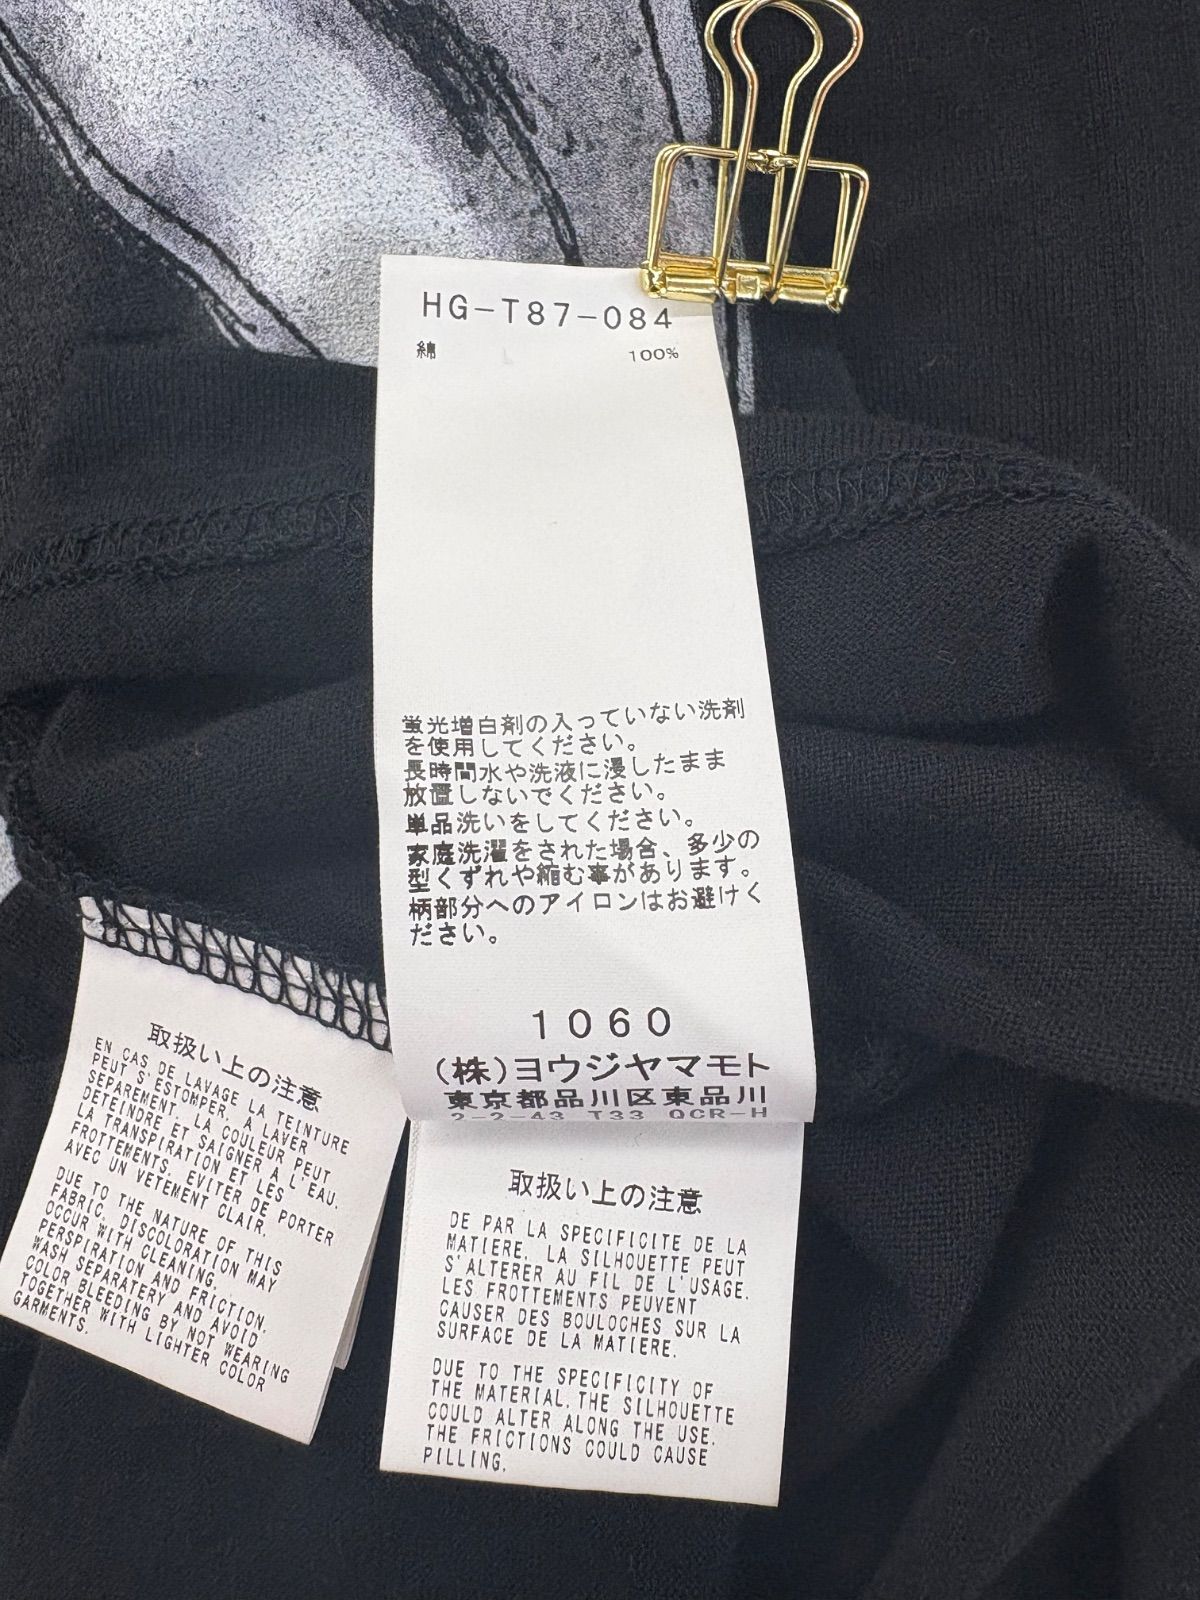 HG-T87-084
綿 100%
蛍光増白剤の入っていない洗剤
を使用してください。
長時間水や洗液に浸したまま
放置しないでください。
単品洗いをしてください。
家庭洗濯をされた場合、多少の
型くずれや縮む事があります。
柄部分へのアイロンはお避けく
ださい。
1060
(株)ヨウジヤマモト
東京都品川区東品川
2-2-43 T33 QCR-H
取扱い上の注意
EN CAS DE LAVAGE LA TEINTURE
PEUT S'ESTOMPER, A LAVER
SEPAREMENT. LA COULEUR PEUT
DETEINDRE ET SAIGNER A L'EAU.
LA TRANSPIRATION ET LES
FROTTEMENTS. EVITER DE PORTER
AVEC UN VETEMENT CLAIR.
DUE TO THE NATURE OF THIS
FABRIC, DISCOLORATION MAY
OCCUR WITH CLEANING,
PERSPIRATION AND FRICTION.
WASH SEPARATERY AND AVOID
COLOR BLEEDING BY NOT WEARING
TOGETHER WITH LIGHTER COLOR
GARMENTS.
取扱い上の注意
DE PAR LA SPECIFICITE DE LA
MATIERE, LA SILHOUETTE PEUT
S'ALTERER AU FIL DE L'USAGE.
LES FROTTEMENTS PEUVENT
CAUSER DES BOULOCHES SUR LA
SURFACE DE LA MATIERE.
DUE TO THE SPECIFICITY OF
THE MATERIAL,THE SILHOUETTE
COULD ALTER ALONG THE USE.
THE FRICTIONS COULD CAUSE
PILLING.